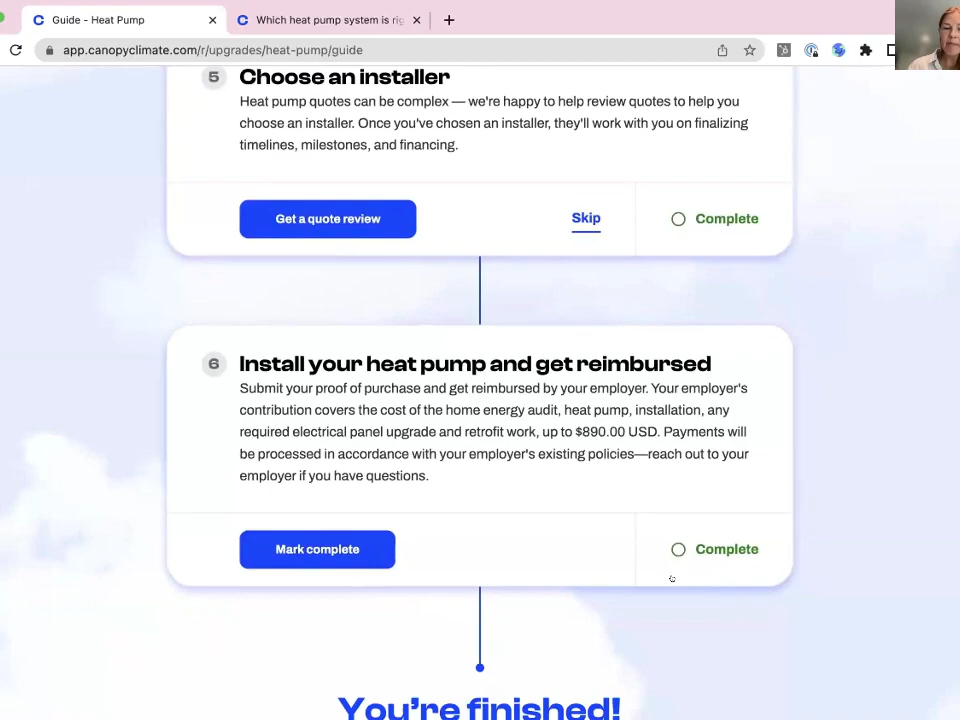 Guide - Heat Pump
Which heat pump system is rig
app.canopyclimate.com/r/upgrades/heat-pump/guide
5
Choose an installer
Heat pump quotes can be complex — we're happy to help review quotes to help you
choose an installer. Once you've chosen an installer, they'll work with you on finalizing
timelines, milestones, and financing.
Get a quote review
Skip
Complete
6
Install your heat pump and get reimbursed
Submit your proof of purchase and get reimbursed by your employer. Your employer's
contribution covers the cost of the home energy audit, heat pump, installation, any
required electrical panel upgrade and retrofit work, up to $890.00 USD. Payments will
be processed in accordance with your employer's existing policies—reach out to your
employer if you have questions.
Mark complete
Complete
You're finished!